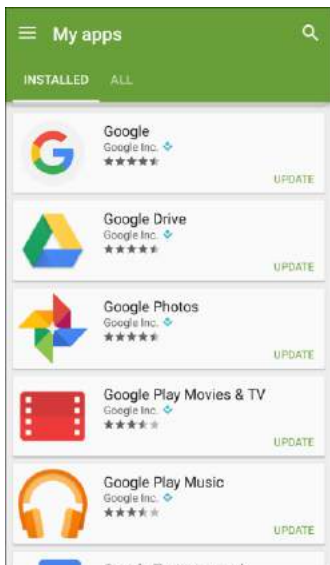 My apps
INSTALLED ALL
Google
Google Inc.
UPDATE
Google Drive
Google Inc.
UPDATE
Google Photos
Google Inc.
UPDATE
Google Play Movies & TV
Google Inc.
UPDATE
Google Play Music
Google Inc.
UPDATE